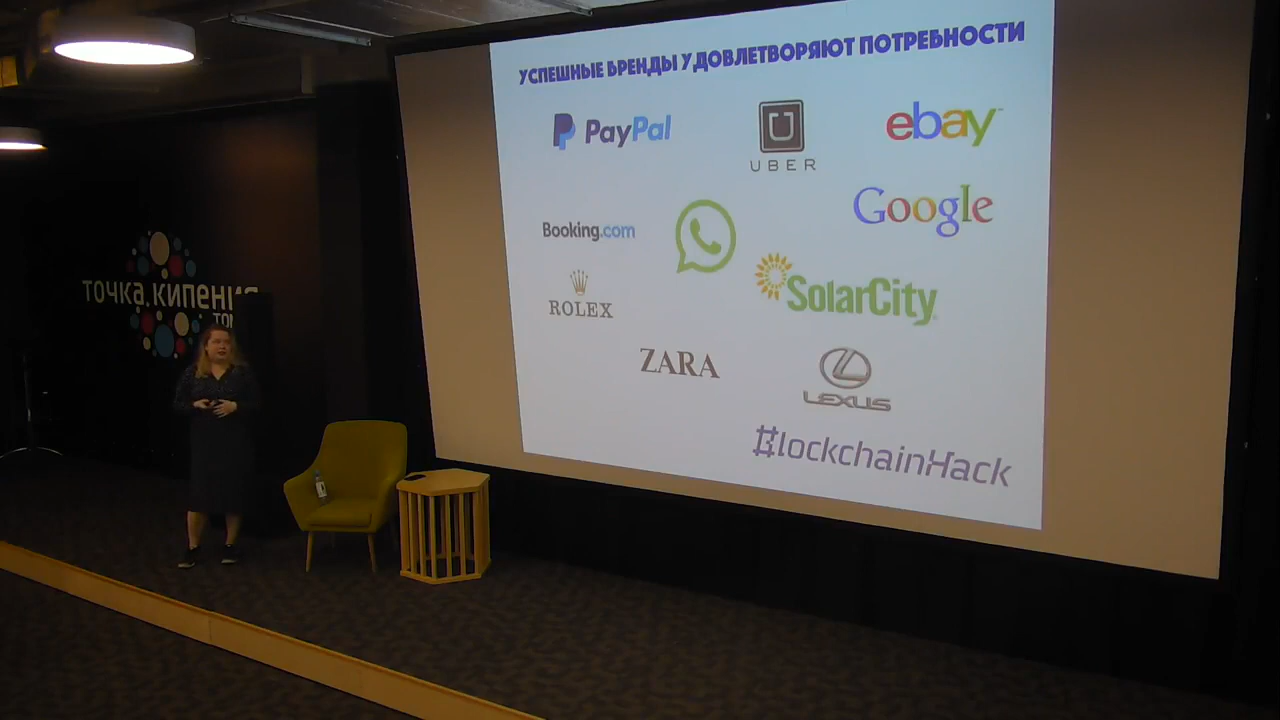 УСПЕШНЫЕ БРЕНДЫ УДОВЛЕТВОРЯЮТ ПОТРЕБНОСТИ
PayPal
UBER
ebay
Google
Booking.com
ROLEX
SolarCity
ZARA
LEXUS
BlockchainHack
точка кипения